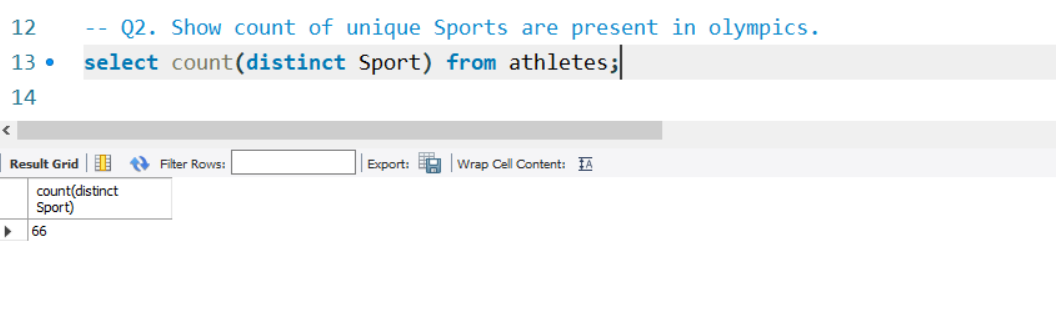 12 -- Q2. Show count of unique Sports are present in olympics.
13 select count(distinct Sport) from athletes;
14
Result Grid Filter Rows: Export: Wrap Cell Content: IA
count(distinct
Sport)
66